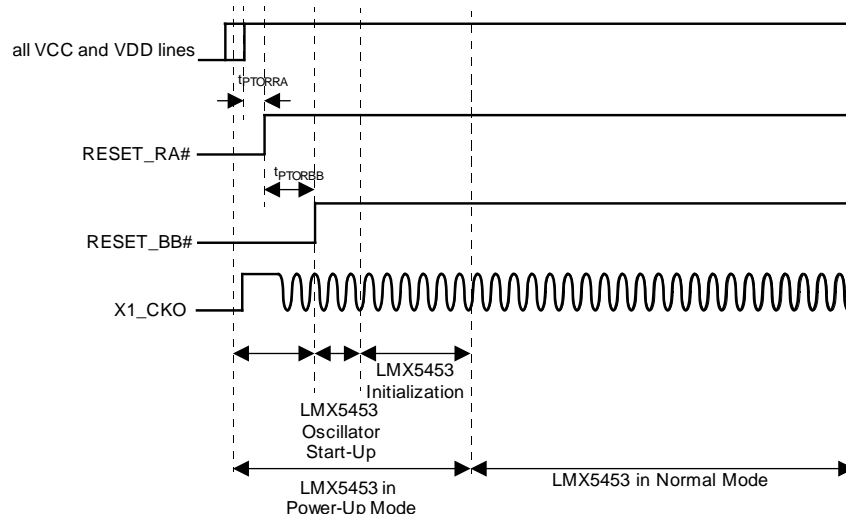 all VCC and VDD lines
tPTORRA
RESET_RA#
tPTORBB
RESET_BB#
X1_CKO
LMX5453
Initialization
LMX5453
Oscillator
Start-Up
LMX5453 in
Power-Up Mode
LMX5453 in Normal Mode